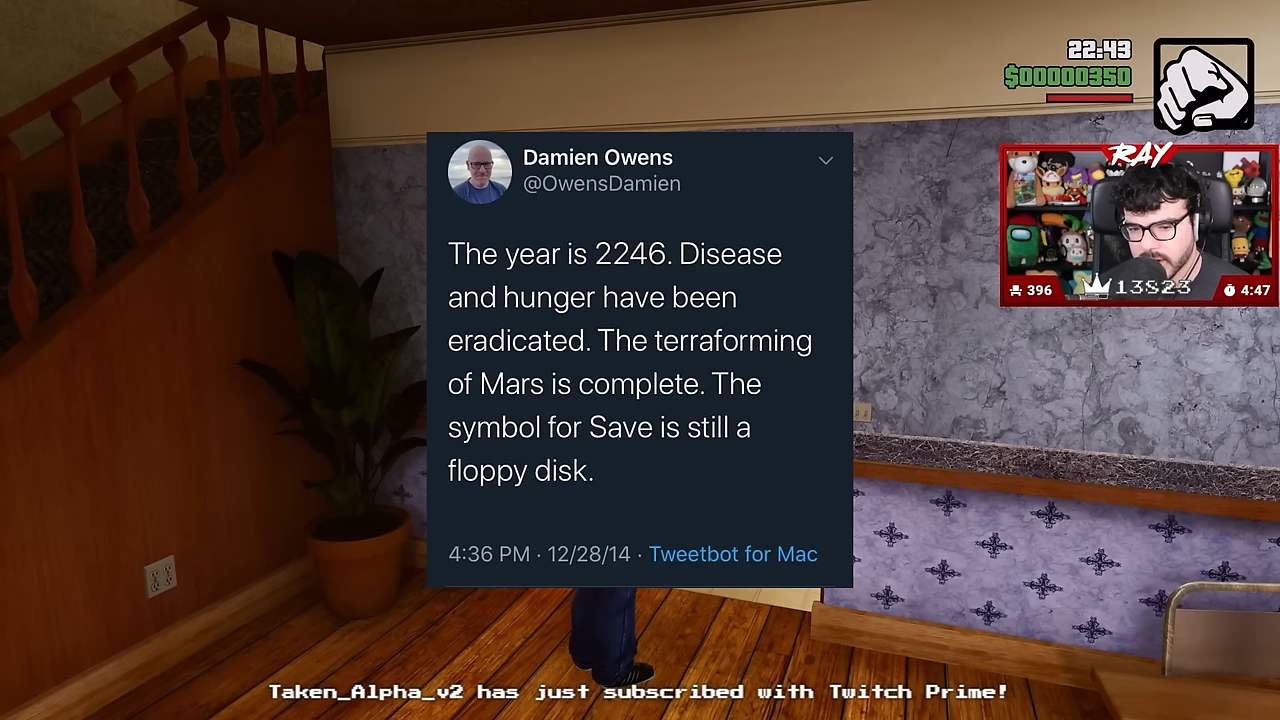 22:43
$00000350
RAY
396
13823
4:47
Damien Owens
@OwensDamien
The year is 2246. Disease
and hunger have been
eradicated. The terraforming
of Mars is complete. The
symbol for Save is still a
floppy disk.
4:36 PM · 12/28/14 · Tweetbot for Mac
Taken_Alpha_v2 has just subscribed with Twitch Prime!